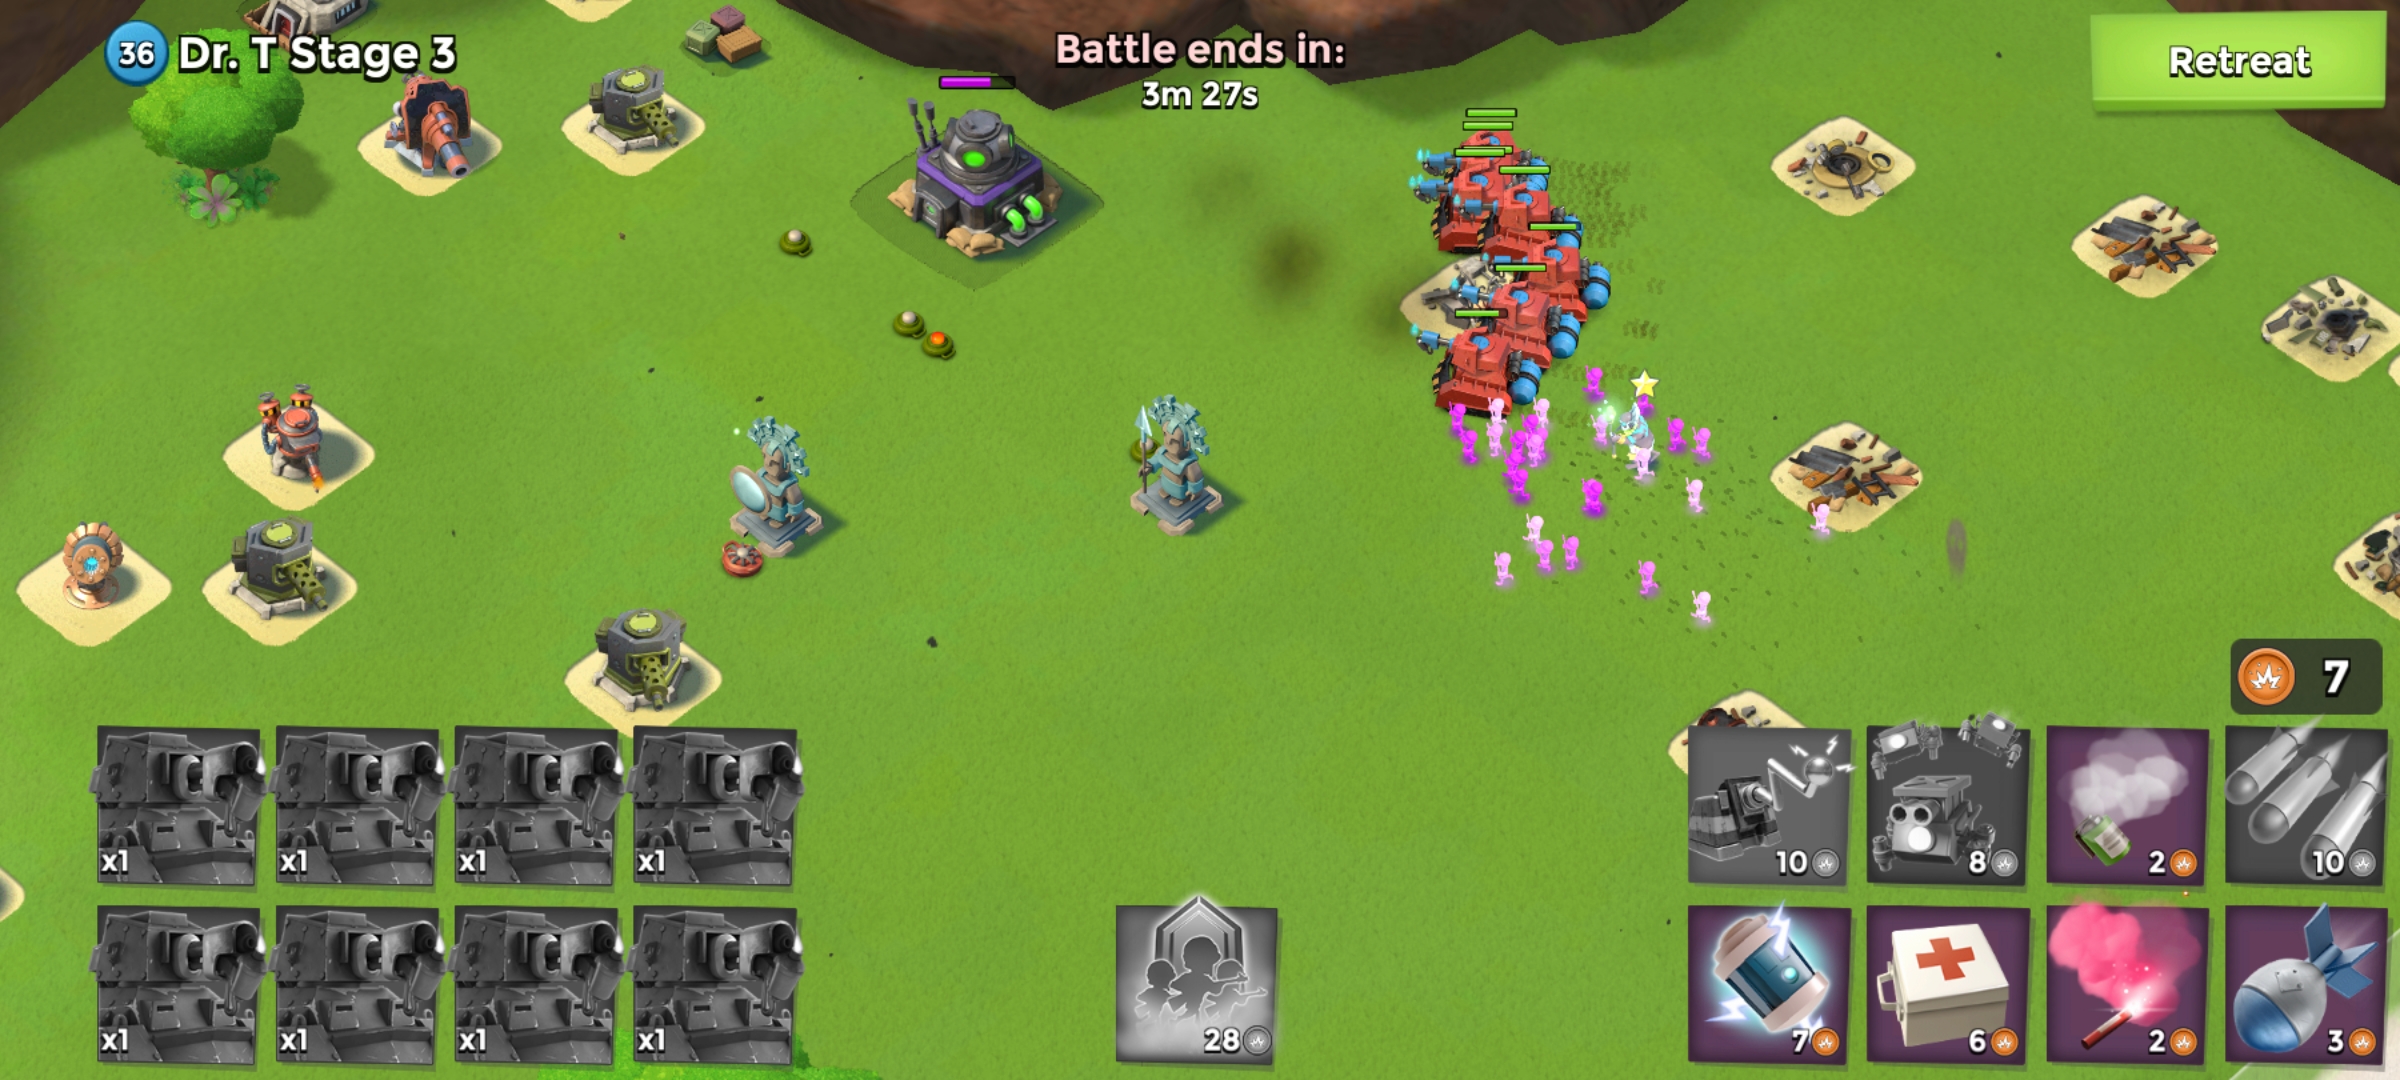 36 Dr. T Stage 3
Battle ends in:
3m 27s
Retreat
7
x1 x1 x1 x1
10 8 2 10
x1 x1 x1 x1
28
7 6 2 3